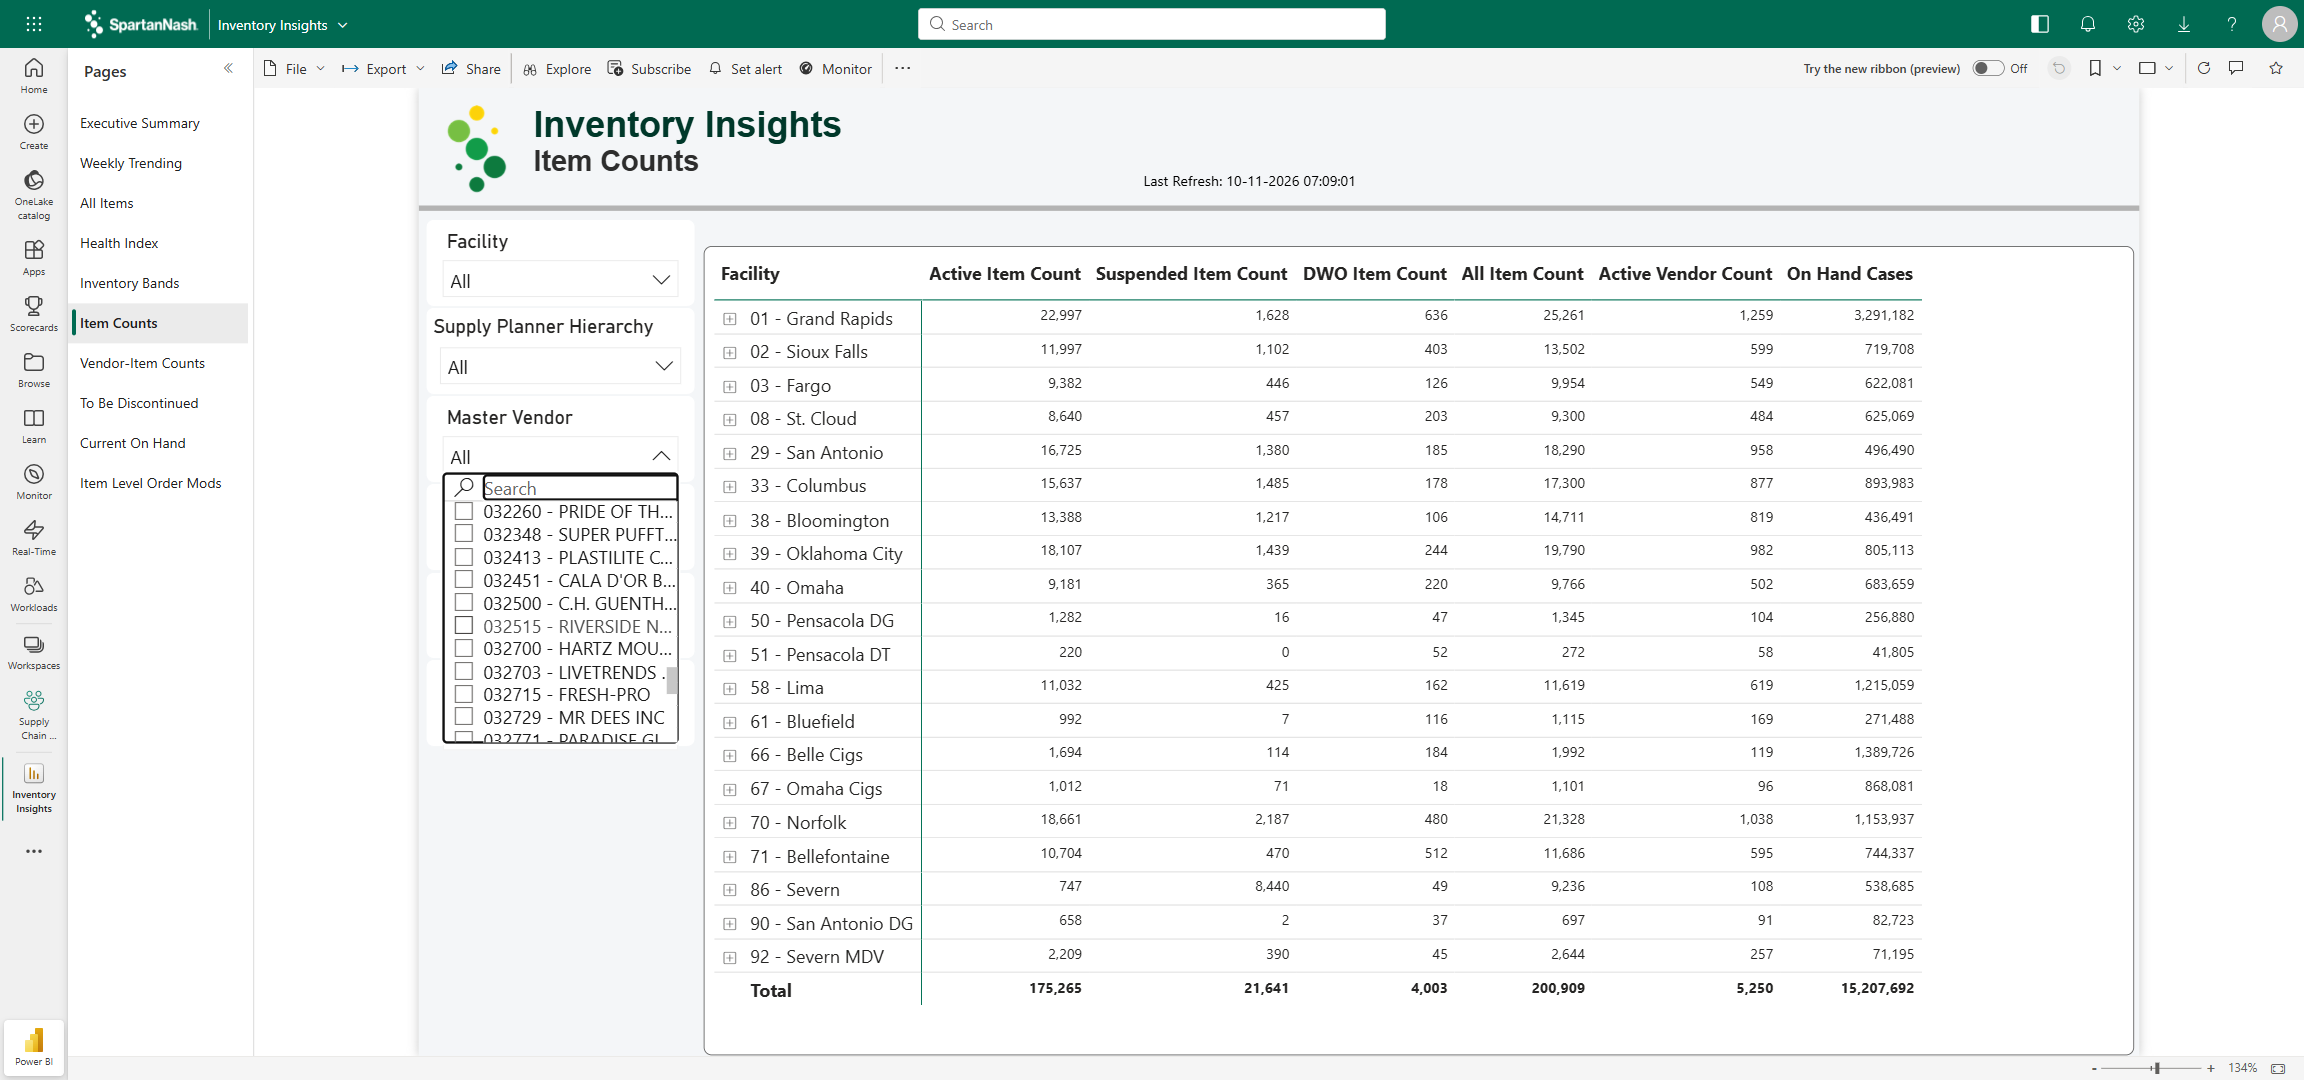 SpartanNash
Inventory Insights
Search
Home
Create
OneLake
catalog
Apps
Scorecards
Browse
Learn
Monitor
Real-Time
Workloads
Workspaces
Supply
Chain ...
Inventory
Insights
Power BI
Pages
Executive Summary
Weekly Trending
All Items
Health Index
Inventory Bands
Item Counts
Vendor-Item Counts
To Be Discontinued
Current On Hand
Item Level Order Mods
File Export Share Explore Subscribe Set alert Monitor ... Try the new ribbon (preview) Off
Inventory Insights
Item Counts
Last Refresh: 10-11-2026 07:09:01
Facility
All
Supply Planner Hierarchy
All
Master Vendor
All
Search
032260 - PRIDE OF TH...
032348 - SUPER PUFFT...
032413 - PLASTILITE C...
032451 - CALA D'OR B...
032500 - C.H. GUENTH...
032515 - RIVERSIDE N...
032700 - HARTZ MOU...
032703 - LIVETRENDS .
032715 - FRESH-PRO
032729 - MR DEES INC
032771 - PARADISE GL
Facility Active Item Count Suspended Item Count DWO Item Count All Item Count Active Vendor Count On Hand Cases
01 - Grand Rapids 22,997 1,628 636 25,261 1,259 3,291,182
02 - Sioux Falls 11,997 1,102 403 13,502 599 719,708
03 - Fargo 9,382 446 126 9,954 549 622,081
08 - St. Cloud 8,640 457 203 9,300 484 625,069
29 - San Antonio 16,725 1,380 185 18,290 958 496,490
33 - Columbus 15,637 1,485 178 17,300 877 893,983
38 - Bloomington 13,388 1,217 106 14,711 819 436,491
39 - Oklahoma City 18,107 1,439 244 19,790 982 805,113
40 - Omaha 9,181 365 220 9,766 502 683,659
50 - Pensacola DG 1,282 16 47 1,345 104 256,880
51 - Pensacola DT 220 0 52 272 58 41,805
58 - Lima 11,032 425 162 11,619 619 1,215,059
61 - Bluefield 992 7 116 1,115 169 271,488
66 - Belle Cigs 1,694 114 184 1,992 119 1,389,726
67 - Omaha Cigs 1,012 71 18 1,101 96 868,081
70 - Norfolk 18,661 2,187 480 21,328 1,038 1,153,937
71 - Bellefontaine 10,704 470 512 11,686 595 744,337
86 - Severn 747 8,440 49 9,236 108 538,685
90 - San Antonio DG 658 2 37 697 91 82,723
92 - Severn MDV 2,209 390 45 2,644 257 71,195
Total 175,265 21,641 4,003 200,909 5,250 15,207,692
- + 134%